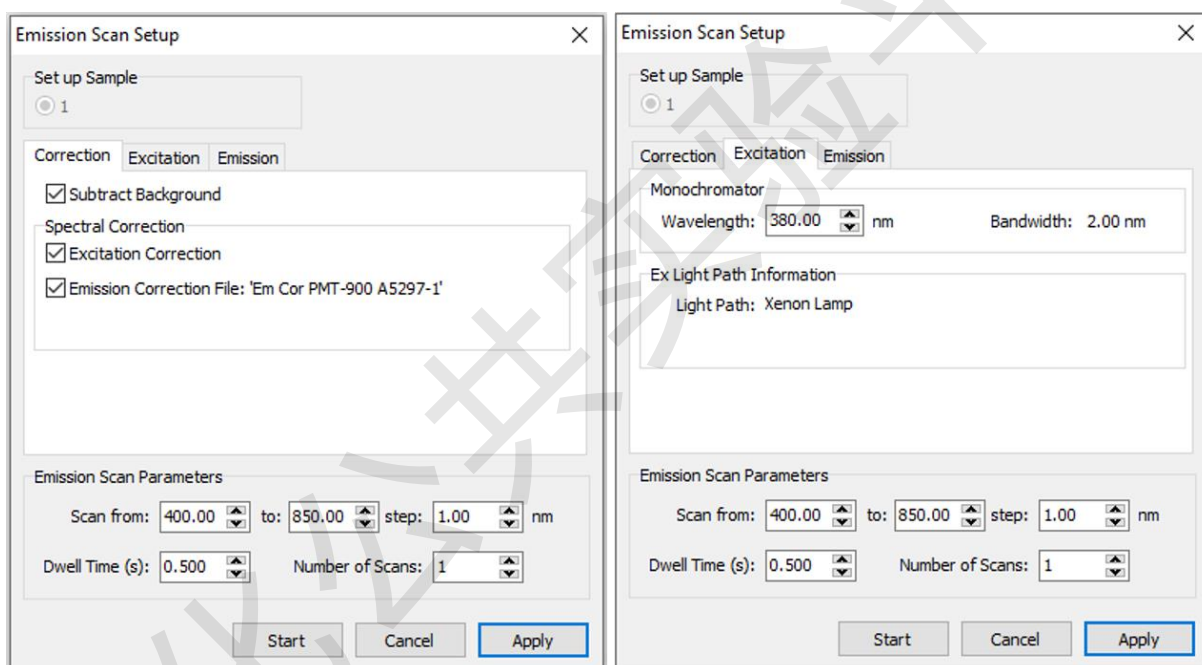 Emission Scan Setup
Set up Sample
1
Correction Excitation Emission
Subtract Background
Spectral Correction
Excitation Correction
Emission Correction File: 'Em Cor PMT-900 A5297-1'
Emission Scan Parameters
Scan from: 400.00 to: 850.00 step: 1.00 nm
Dwell Time (s): 0.500 Number of Scans: 1
Start Cancel Apply
Emission Scan Setup
Set up Sample
1
Correction Excitation Emission
Monochromator
Wavelength: 380.00 nm Bandwidth: 2.00 nm
Ex Light Path Information
Light Path: Xenon Lamp
Emission Scan Parameters
Scan from: 400.00 to: 850.00 step: 1.00 nm
Dwell Time (s): 0.500 Number of Scans: 1
Start Cancel Apply
化公共实验